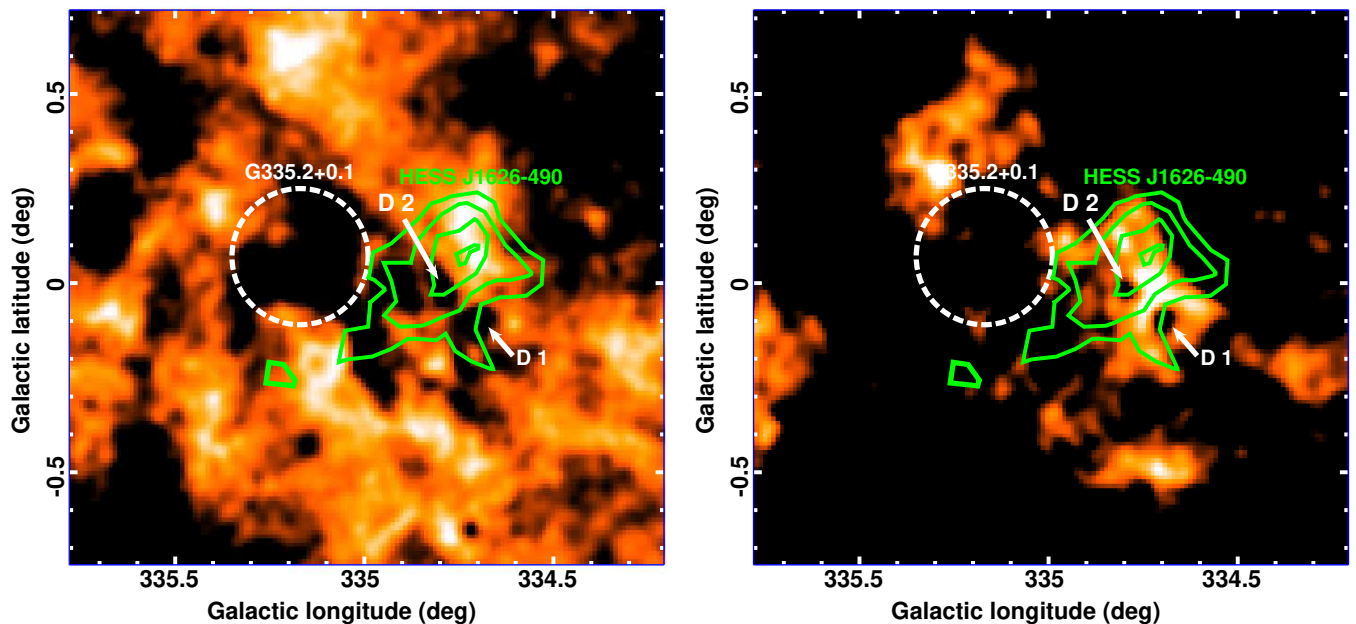 G335.2+0.1
HESS J1626-490
D 2
D 1
0.5
0
-0.5
335.5
335
334.5
Galactic longitude (deg)
Galactic latitude (deg)
335.2+0.1
HESS J1626-490
D 2
D 1
0.5
0
-0.5
335.5
335
334.5
Galactic longitude (deg)
Galactic latitude (deg)